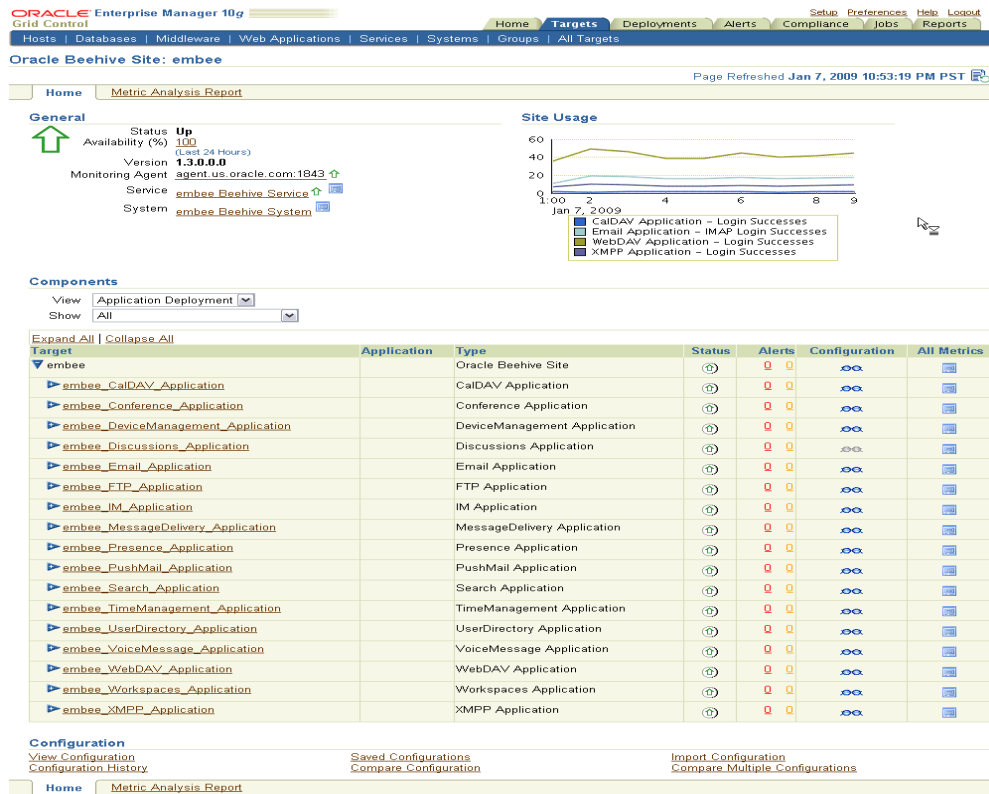 ORACLE Enterprise Manager 10g
Grid Control
Setup Preferences Help Logout
Home Targets Deployments Alerts Compliance Jobs Reports
Hosts | Databases | Middleware | Web Applications | Services | Systems | Groups | All Targets
Oracle Beehive Site: embee
Page Refreshed Jan 7, 2009 10:53:19 PM PST
Home Metric Analysis Report
General
Status Up
Availability (%) 100
(Last 24 Hours)
Version 1.3.0.0.0
Monitoring Agent agent.us.oracle.com:1843
Service embee Beehive Service
System embee Beehive System
Site Usage
60
40
20
0
1:00 2 4 6 8 9
Jan 7, 2009
CalDAV Application - Login Successes
Email Application - IMAP Login Successes
WebDAV Application - Login Successes
XMPP Application - Login Successes
Components
View Application Deployment
Show All
Expand All | Collapse All
Target Application Type Status Alerts Configuration All Metrics
embee Oracle Beehive Site 0 0
embee_CalDAV_Application CalDAV Application 0 0
embee_Conference_Application Conference Application 0 0
embee_DeviceManagement_Application DeviceManagement Application 0 0
embee_Discussions_Application Discussions Application 0 0
embee_Email_Application Email Application 0 0
embee_FTP_Application FTP Application 0 0
embee_IM_Application IM Application 0 0
embee_MessageDelivery_Application MessageDelivery Application 0 0
embee_Presence_Application Presence Application 0 0
embee_PushMail_Application PushMail Application 0 0
embee_Search_Application Search Application 0 0
embee_TimeManagement_Application TimeManagement Application 0 0
embee_UserDirectory_Application UserDirectory Application 0 0
embee_VoiceMessage_Application VoiceMessage Application 0 0
embee_WebDAV_Application WebDAV Application 0 0
embee_Workspaces_Application Workspaces Application 0 0
embee_XMPP_Application XMPP Application 0 0
Configuration
View Configuration Saved Configurations Import Configuration
Configuration History Compare Configuration Compare Multiple Configurations
Home Metric Analysis Report